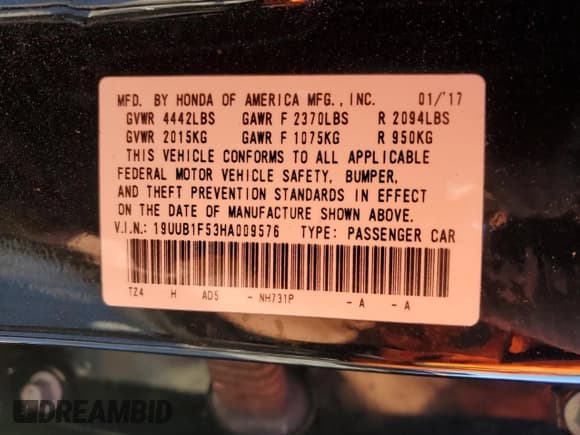 MFD. BY HONDA OF AMERICA MFG., INC. 01/'17
GVWR 4442LBS GAWR F 2370LBS R 2094LBS
GVWR 2015KG GAWR F 1075KG R 950KG
THIS VEHICLE CONFORMS TO ALL APPLICABLE
FEDERAL MOTOR VEHICLE SAFETY, BUMPER,
AND THEFT PREVENTION STANDARDS IN EFFECT
ON THE DATE OF MANUFACTURE SHOWN ABOVE.
V.I.N.: 19UUB1F53HA009576 TYPE: PASSENGER CAR
TZ4 H AD5 - NH731P - A - A
DREAMBID